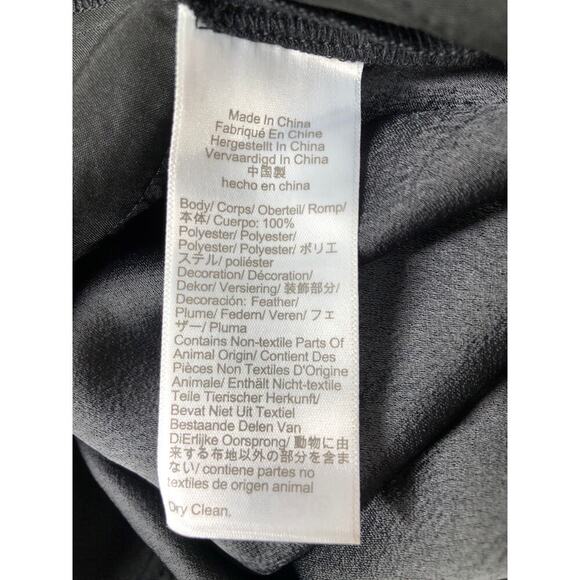 Made In China
Fabriqué En Chine
Hergestellt In China
Vervaardigd In China
中国製
hecho en china
Body/ Corps/ Oberteil/ Romp/
本体/ Cuerpo: 100%
Polyester/ Polyester/
Polyester/ Polyester/ ポリエ
ステル/ poliéster
Decoration/ Décoration/
Dekor/ Versiering/ 装飾部分/
Decoración: Feather/
Plume/ Federn/ Veren/ フェ
ザー/ Pluma
Contains Non-textile Parts Of
Animal Origin/ Contient Des
Pièces Non Textiles D'Origine
Animale/ Enthält Nicht-textile
Teile Tierischer Herkunft/
Bevat Niet Uit Textiel
Bestaande Delen Van
DiErlijke Oorsprong/ 動物に由
来する布地以外の部分を含ま
ない/ contiene partes no
textiles de origen animal
Dry Clean.